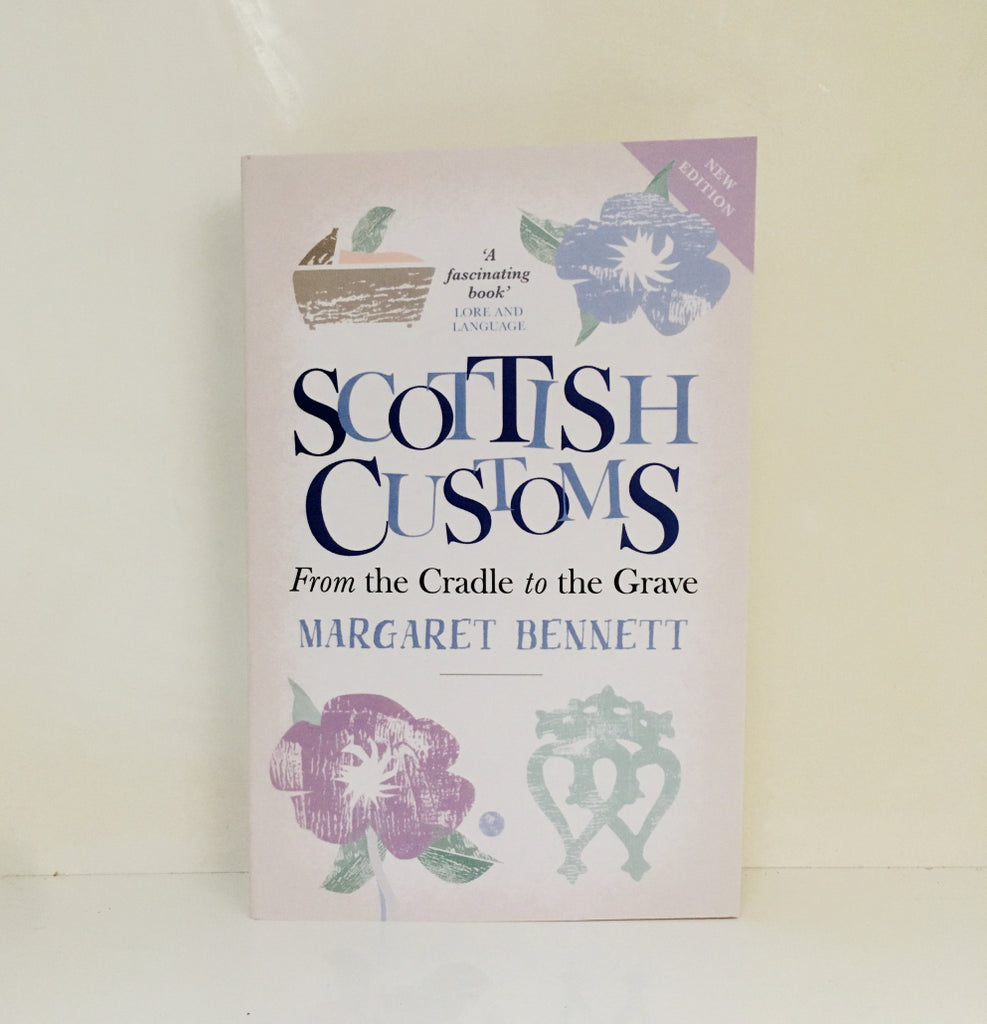 NEW
EDITION
‘A
fascinating
book’
LORE AND
LANGUAGE
SCOTTISH
CUSTOMS
From the Cradle to the Grave
MARGARET BENNETT